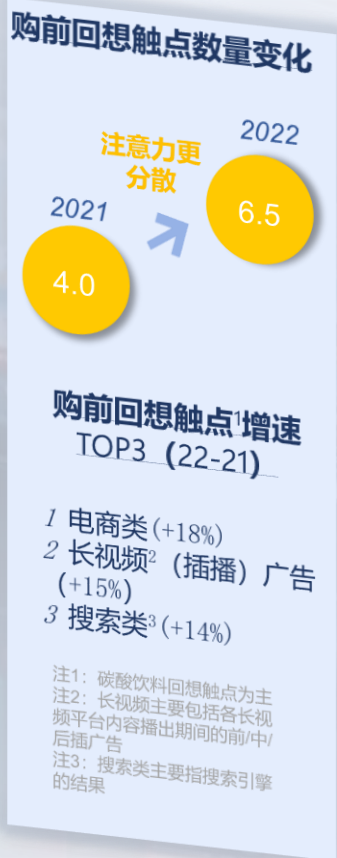 购前回想触点数量变化
2022
注意力更
分散
6.5
2021
4.0
购前回想触点¹增速
TOP3（22-21)
1 电商类(+18%)
2 长视频²（插播）广告
(+15%)
3 搜索类³(+14%)
注1：碳酸饮料回想触点为主
注2：长视频主要包括各长视
频平台内容播出期间的前/中/
后插广告
注3：搜索类主要指搜索引擎
的结果